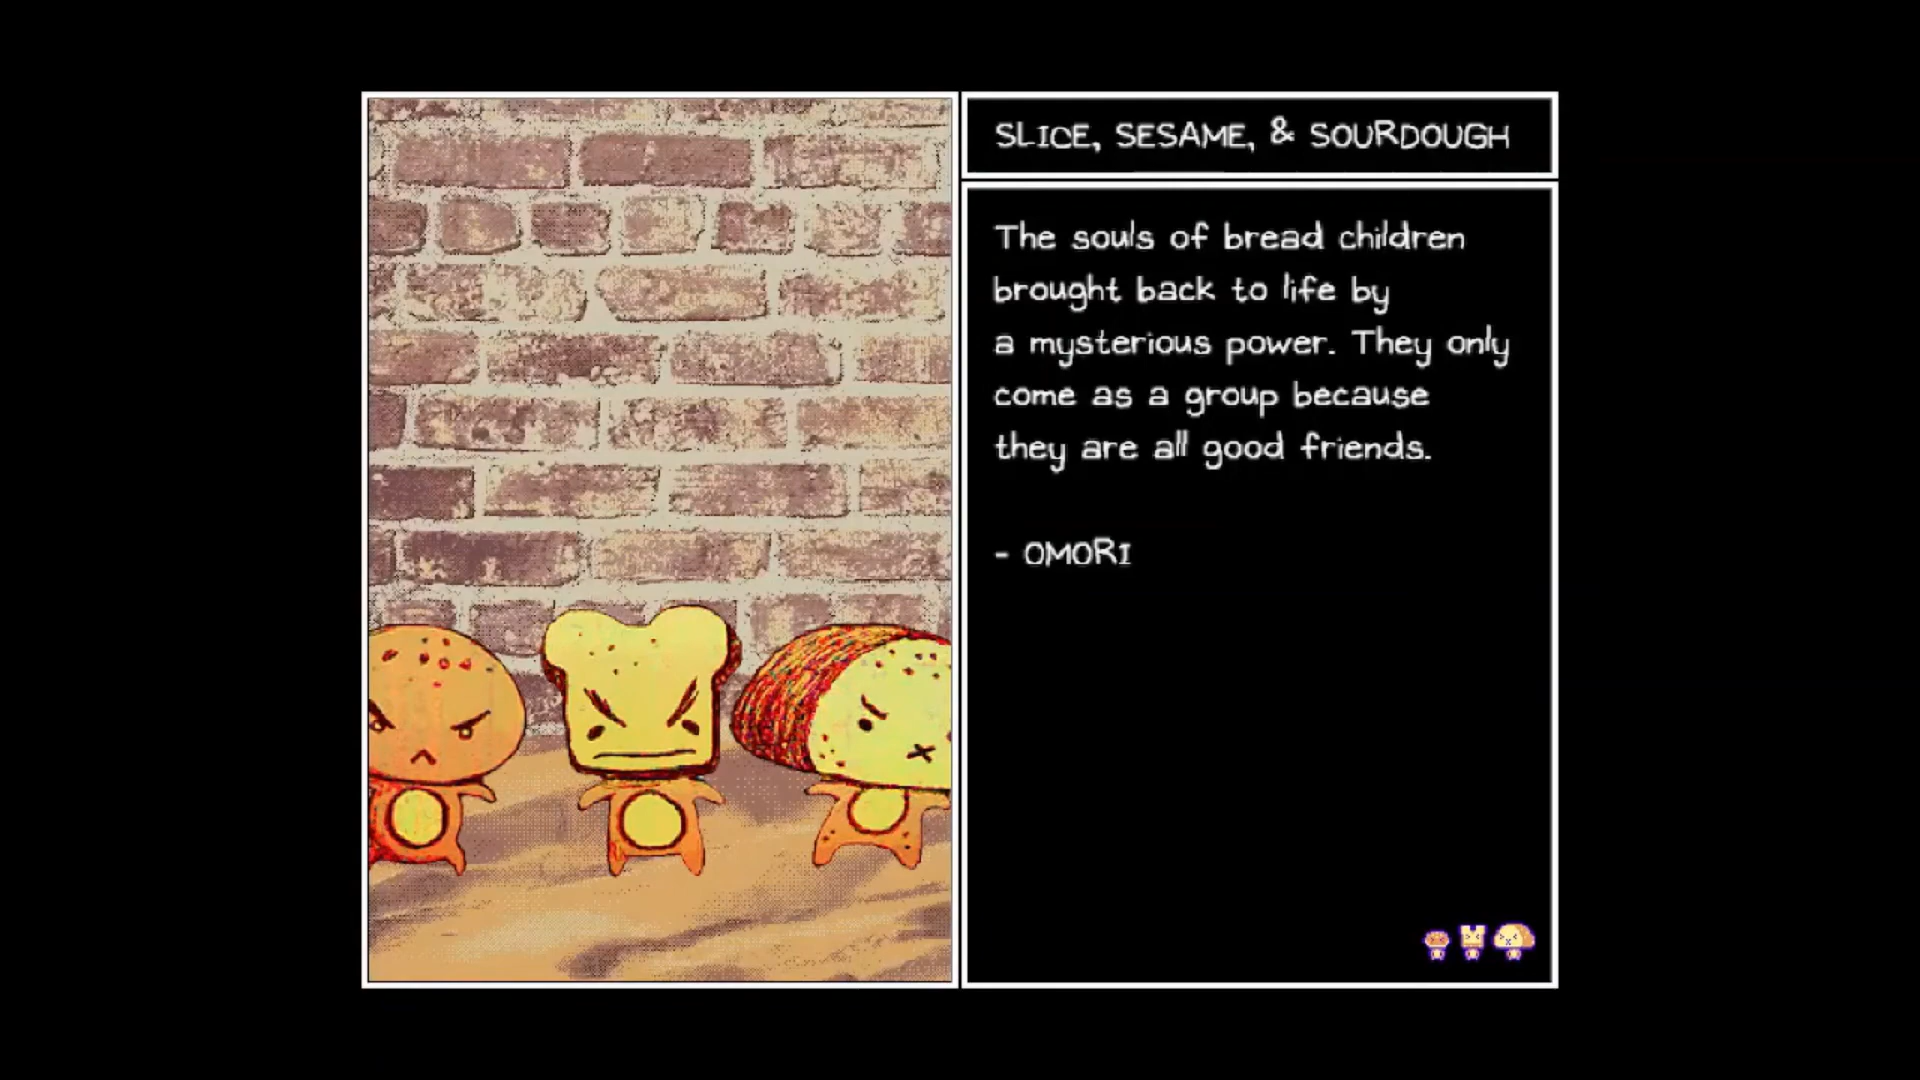 SLICE, SESAME, & SOURDOUGH
The souls of bread children
brought back to life by
a mysterious power. They only
come as a group because
they are all good friends.
- OMORI